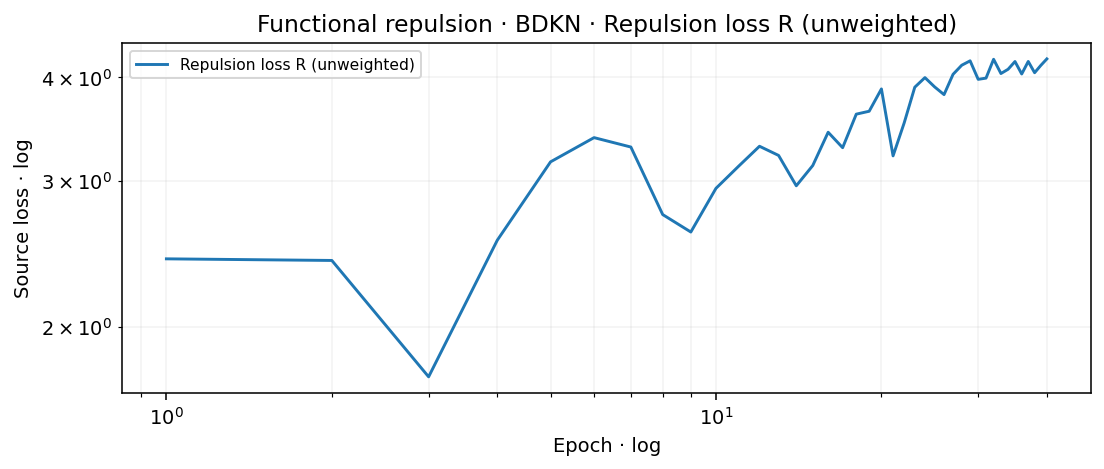 Functional repulsion · BDKN · Repulsion loss R (unweighted)
Repulsion loss R (unweighted)
Source loss · log
4 × 10⁰
3 × 10⁰
2 × 10⁰
10⁰
10¹
Epoch · log